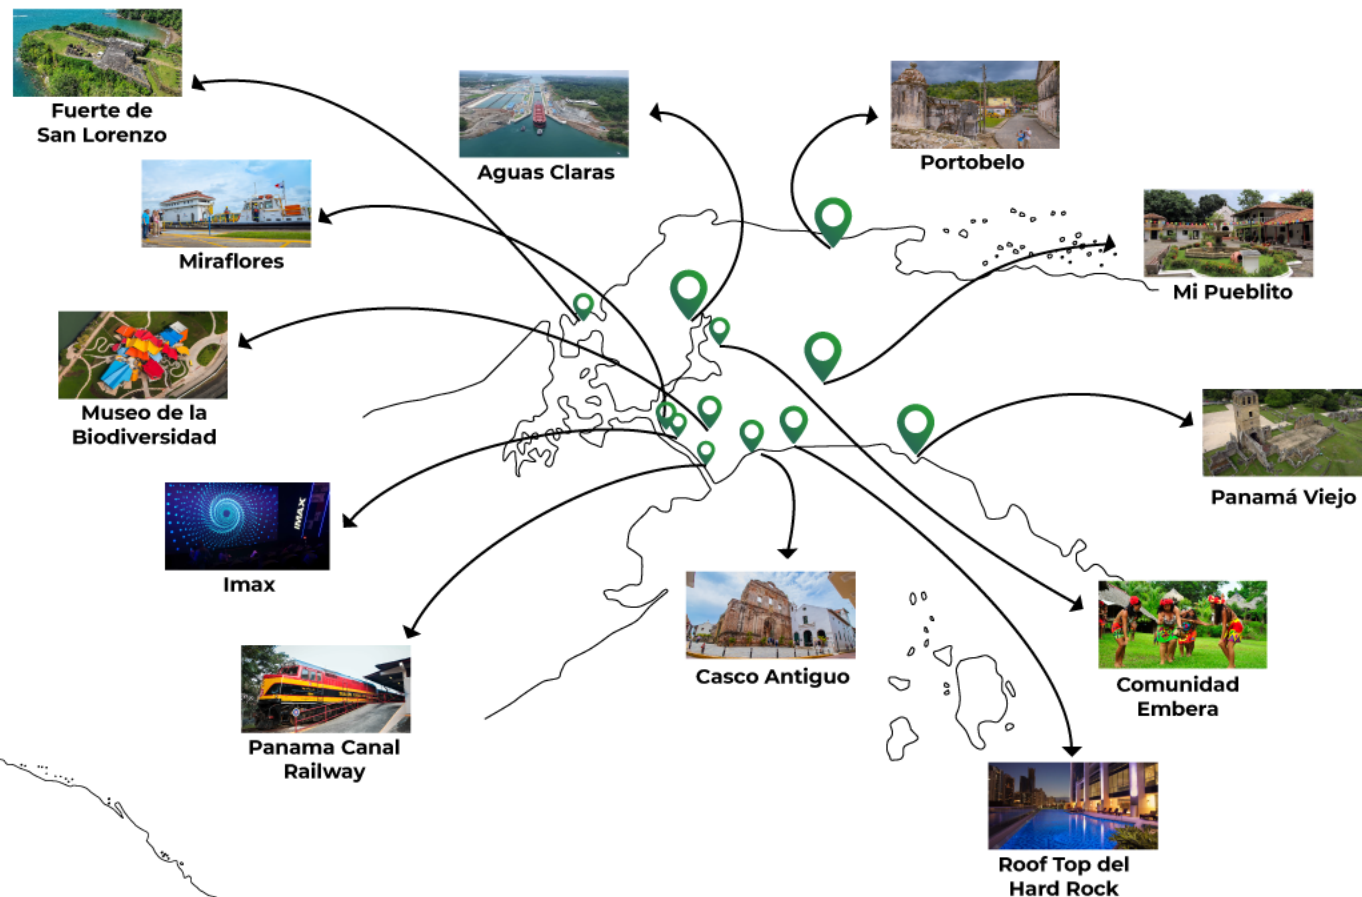 Fuerte de
San Lorenzo
Aguas Claras
Portobelo
Miraflores
Mi Pueblito
Museo de la
Biodiversidad
Panamá Viejo
IMAX
Imax
Casco Antiguo
Comunidad
Embera
Panama Canal
Railway
Roof Top del
Hard Rock